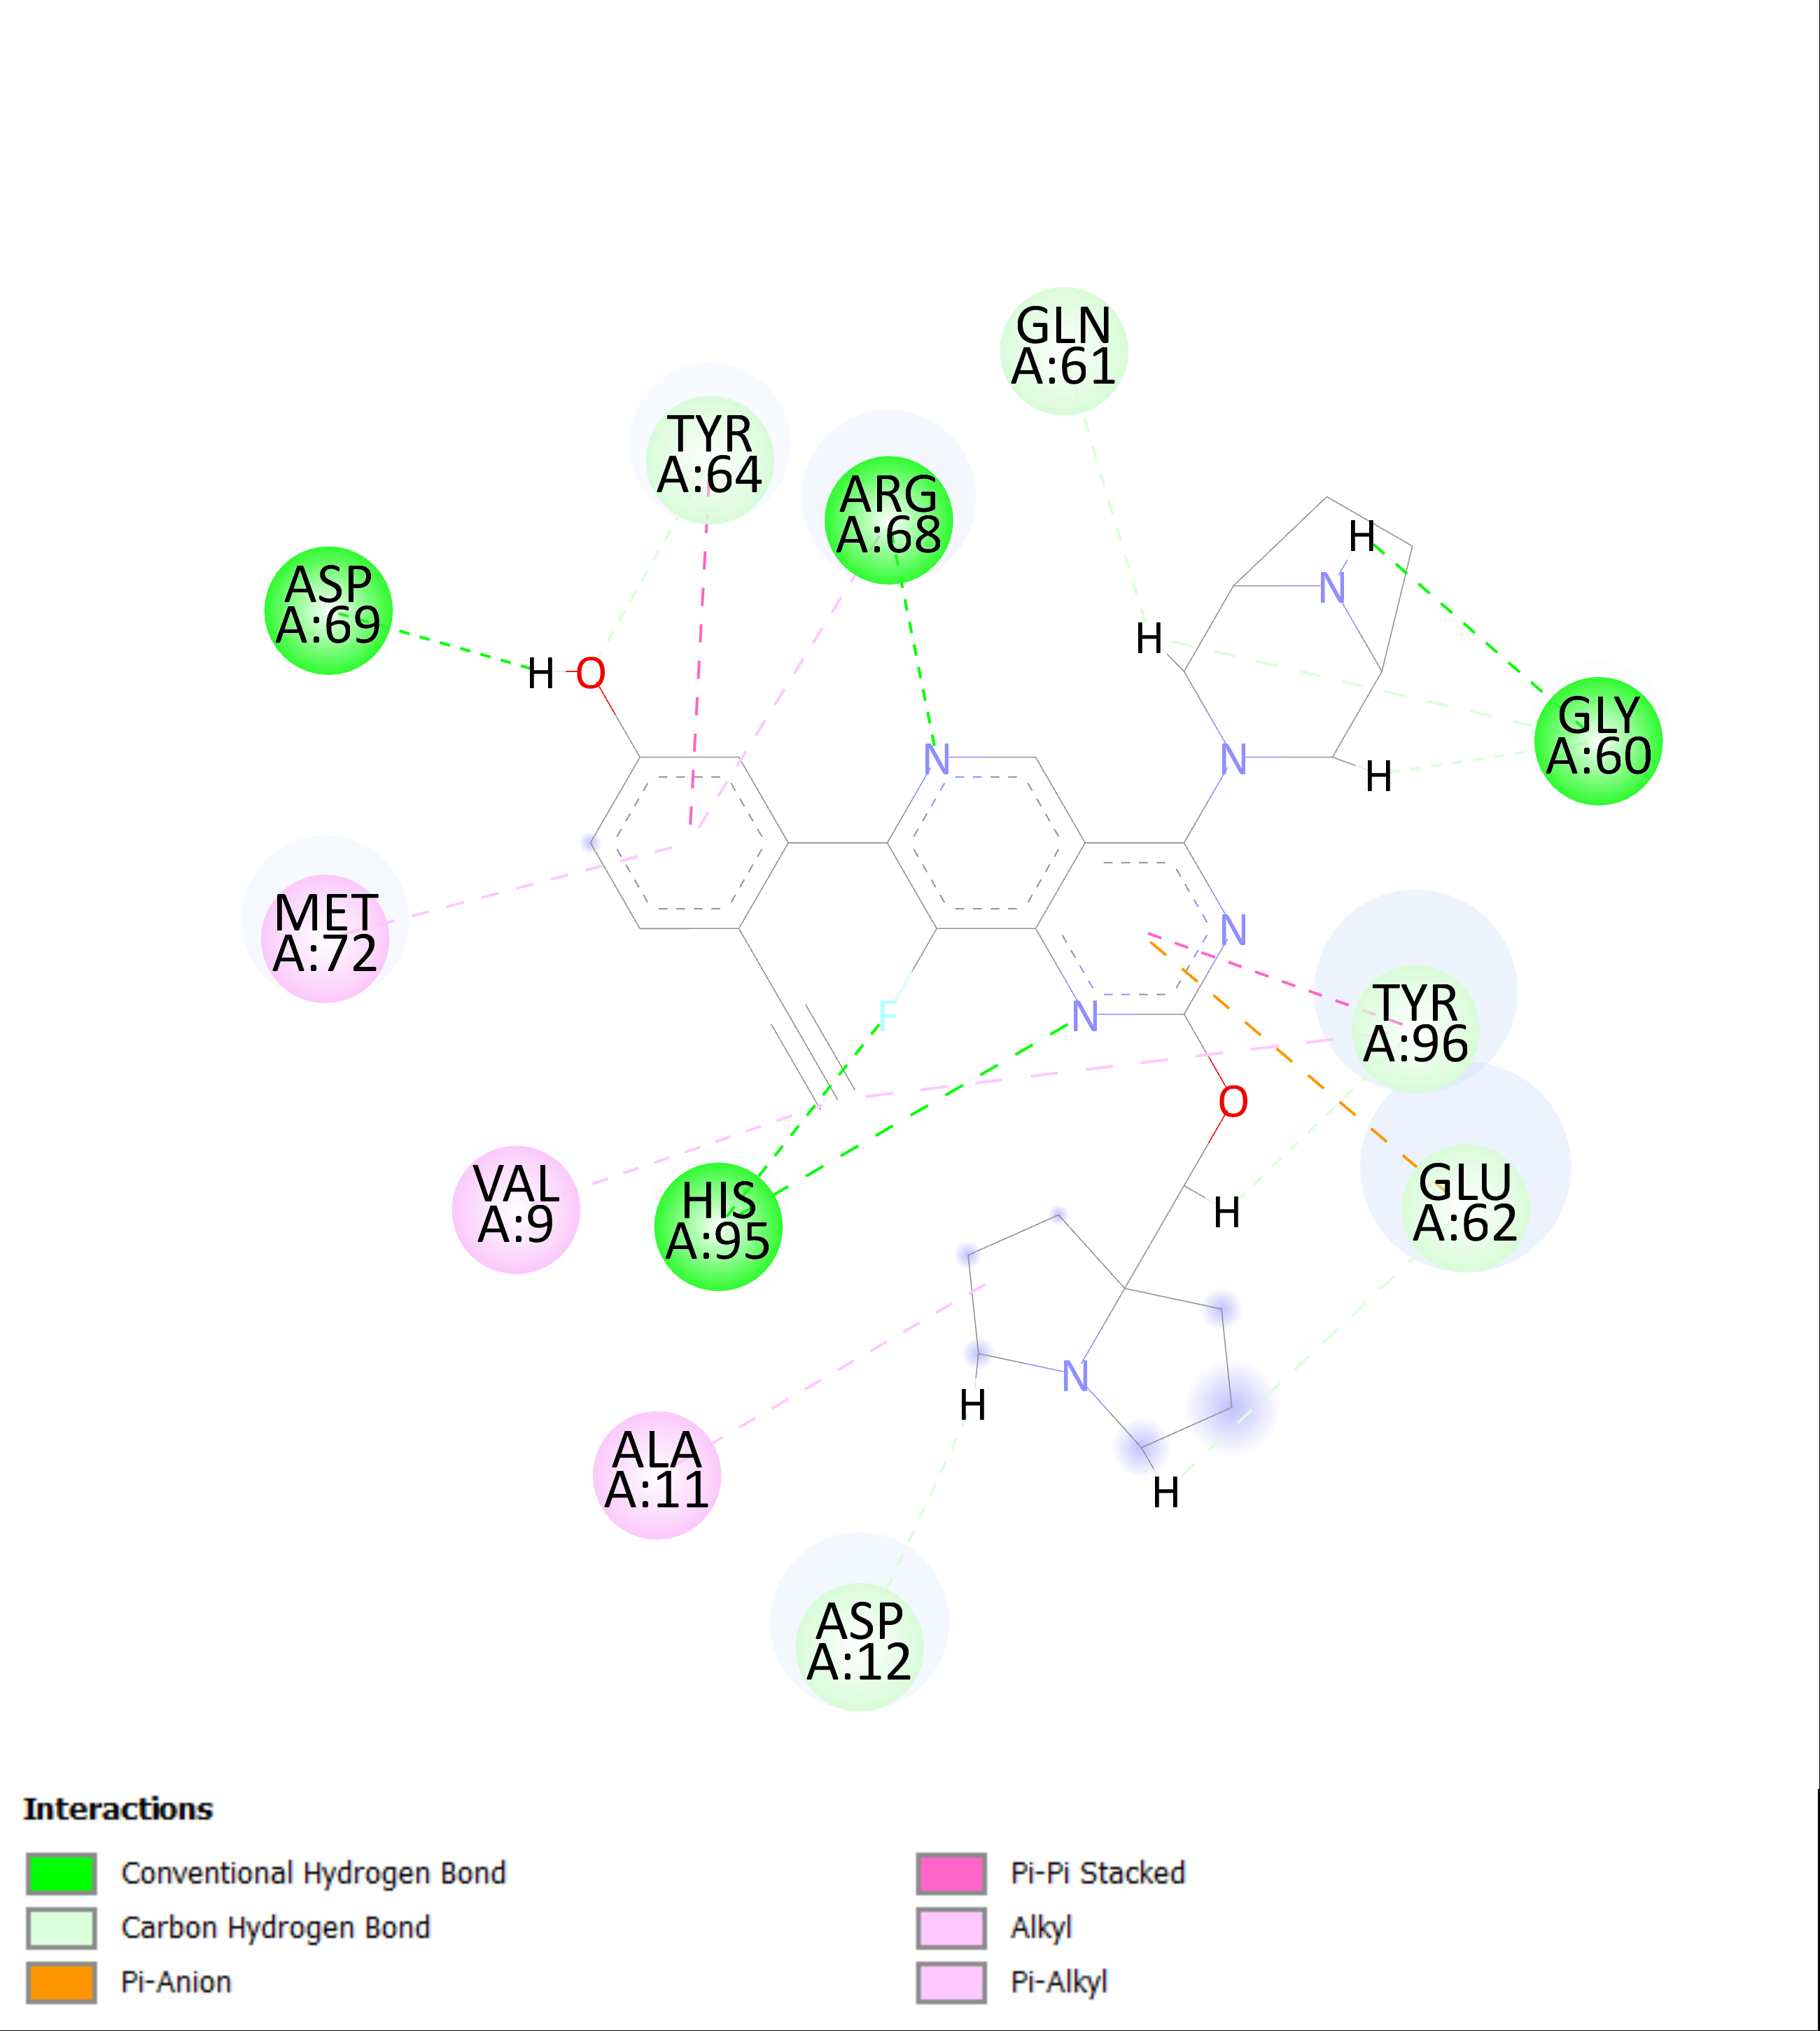 GLN
A:61
TYR
A:64
ARG
A:68
H
N
ASP
A:69
H
H
O
GLY
A:60
N
N
H
MET
A:72
N
TYR
A:96
F
N
O
VAL
A:9
HIS
A:95
H
GLU
A:62
N
H
ALA
A:11
H
ASP
A:12
Interactions
Conventional Hydrogen Bond
Carbon Hydrogen Bond
Pi-Anion
Pi-Pi Stacked
Alkyl
Pi-Alkyl